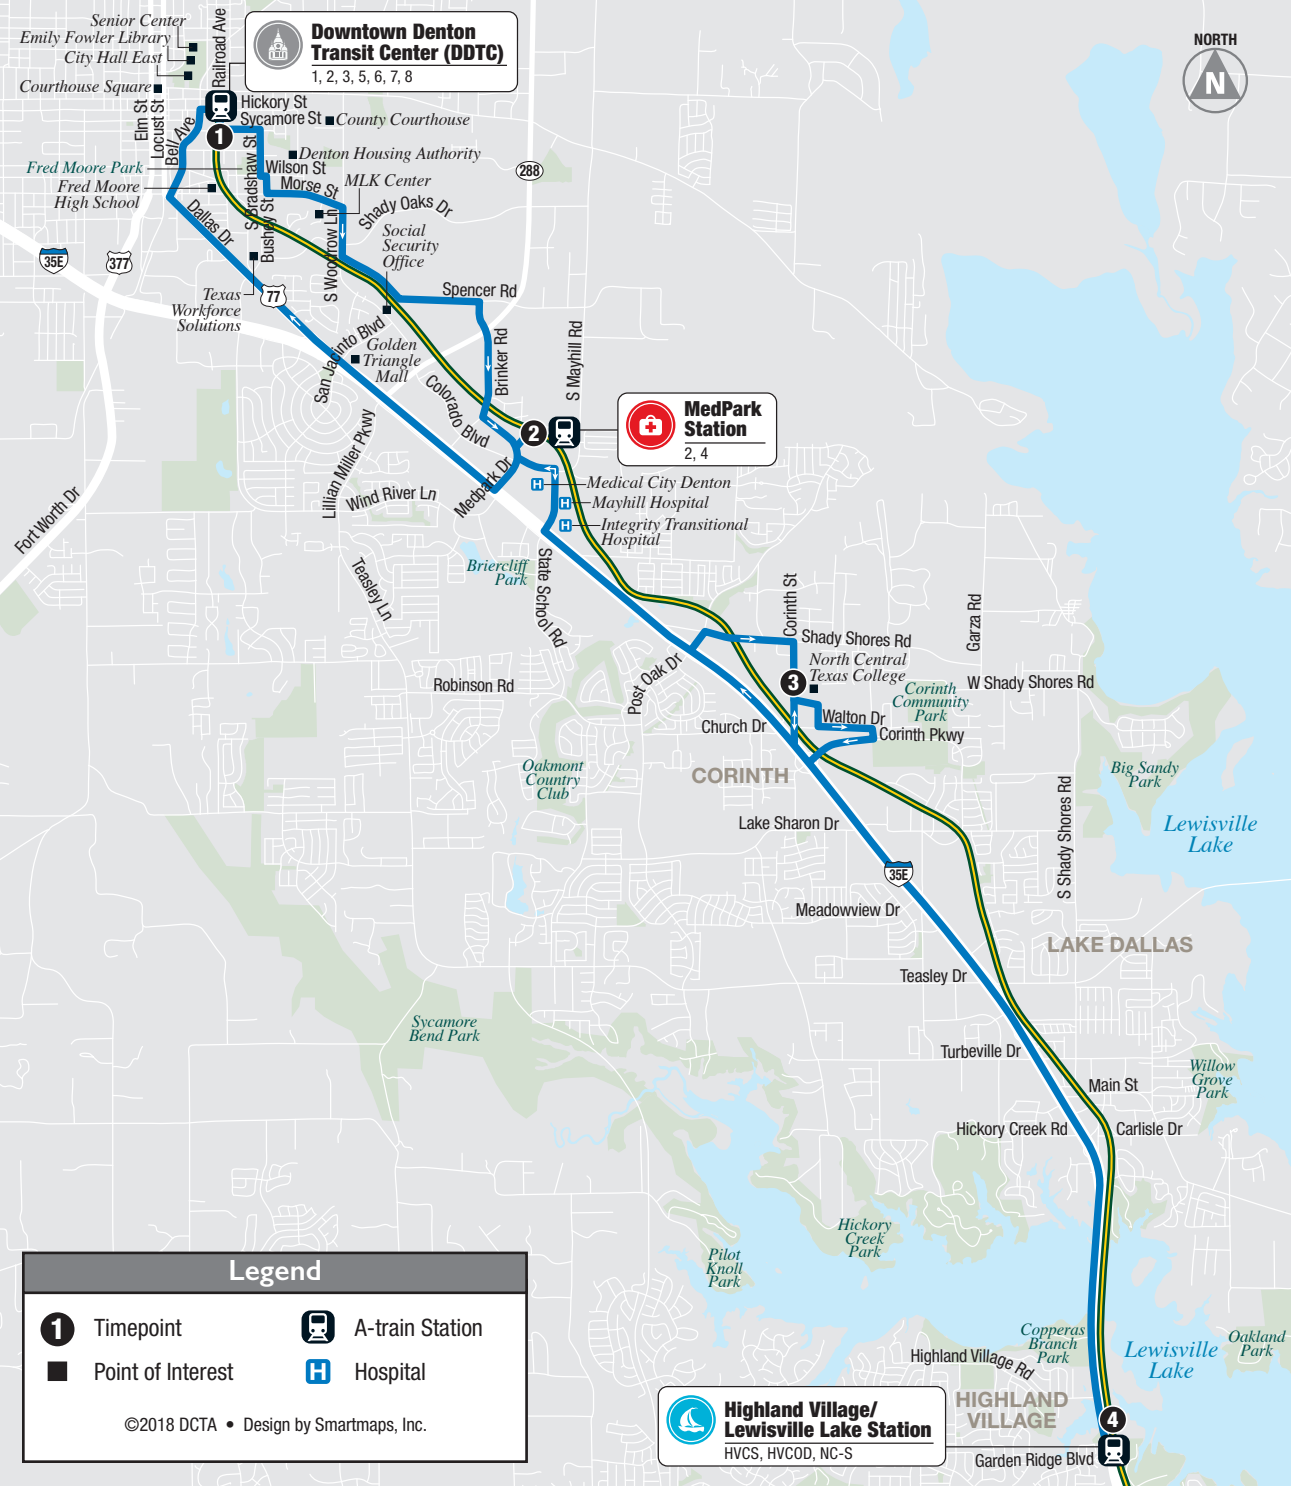 Senior Center
Emily Fowler Library
City Hall East
Courthouse Square
Railroad Ave
Downtown Denton
Transit Center (DDTC)
1, 2, 3, 5, 6, 7, 8
NORTH
N
Elm St
Locust St
Bell Ave
Hickory St
Sycamore St
County Courthouse
1
Denton Housing Authority
288
Fred Moore Park
S Bradshaw St
Wilson St
Fred Moore
High School
Morse St
MLK Center
Shady Oaks Dr
Dallas Dr
Bushey St
S Woodrow Ln
Social
Security
Office
35E
377
Texas
Workforce
Solutions
77
Spencer Rd
San Jacinto Blvd
Golden
Triangle
Mall
Brinker Rd
S Mayhill Rd
Colorado Blvd
2
MedPark
Station
2, 4
Lillian Miller Pkwy
Medpark Dr
H
Medical City Denton
H
Mayhill Hospital
H
Integrity Transitional
Hospital
Wind River Ln
Fort Worth Dr
Briercliff
Park
Teasley Ln
State School Rd
Corinth St
Garza Rd
Shady Shores Rd
North Central
Texas College
3
Post Oak Dr
Robinson Rd
W Shady Shores Rd
Corinth
Community
Park
Walton Dr
Church Dr
Corinth Pkwy
CORINTH
Oakmont
Country
Club
Big Sandy
Park
Lake Sharon Dr
S Shady Shores Rd
Lewisville
Lake
35E
Meadowview Dr
LAKE DALLAS
Teasley Dr
Sycamore
Bend Park
Turbeville Dr
Willow
Grove
Park
Main St
Hickory Creek Rd
Carlisle Dr
Hickory
Creek
Park
Pilot
Knoll
Park
Legend
1 Timepoint
A-train Station
Point of Interest
H Hospital
©2018 DCTA • Design by Smartmaps, Inc.
Copperas
Branch
Park
Lewisville
Lake
Oakland
Park
Highland Village Rd
HIGHLAND
VILLAGE
Highland Village/
Lewisville Lake Station
HVCS, HVCOD, NC-S
4
Garden Ridge Blvd